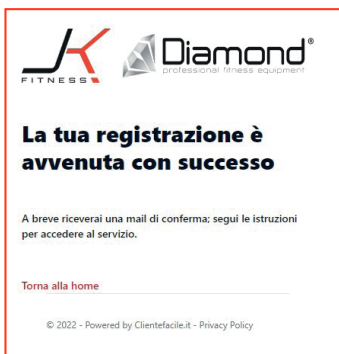 JK
FITNESS
Diamond®
professional fitness equipment
La tua registrazione è
avvenuta con successo
A breve riceverai una mail di conferma; segui le istruzioni
per accedere al servizio.
Torna alla home
© 2022 - Powered by Clientefacile.it - Privacy Policy